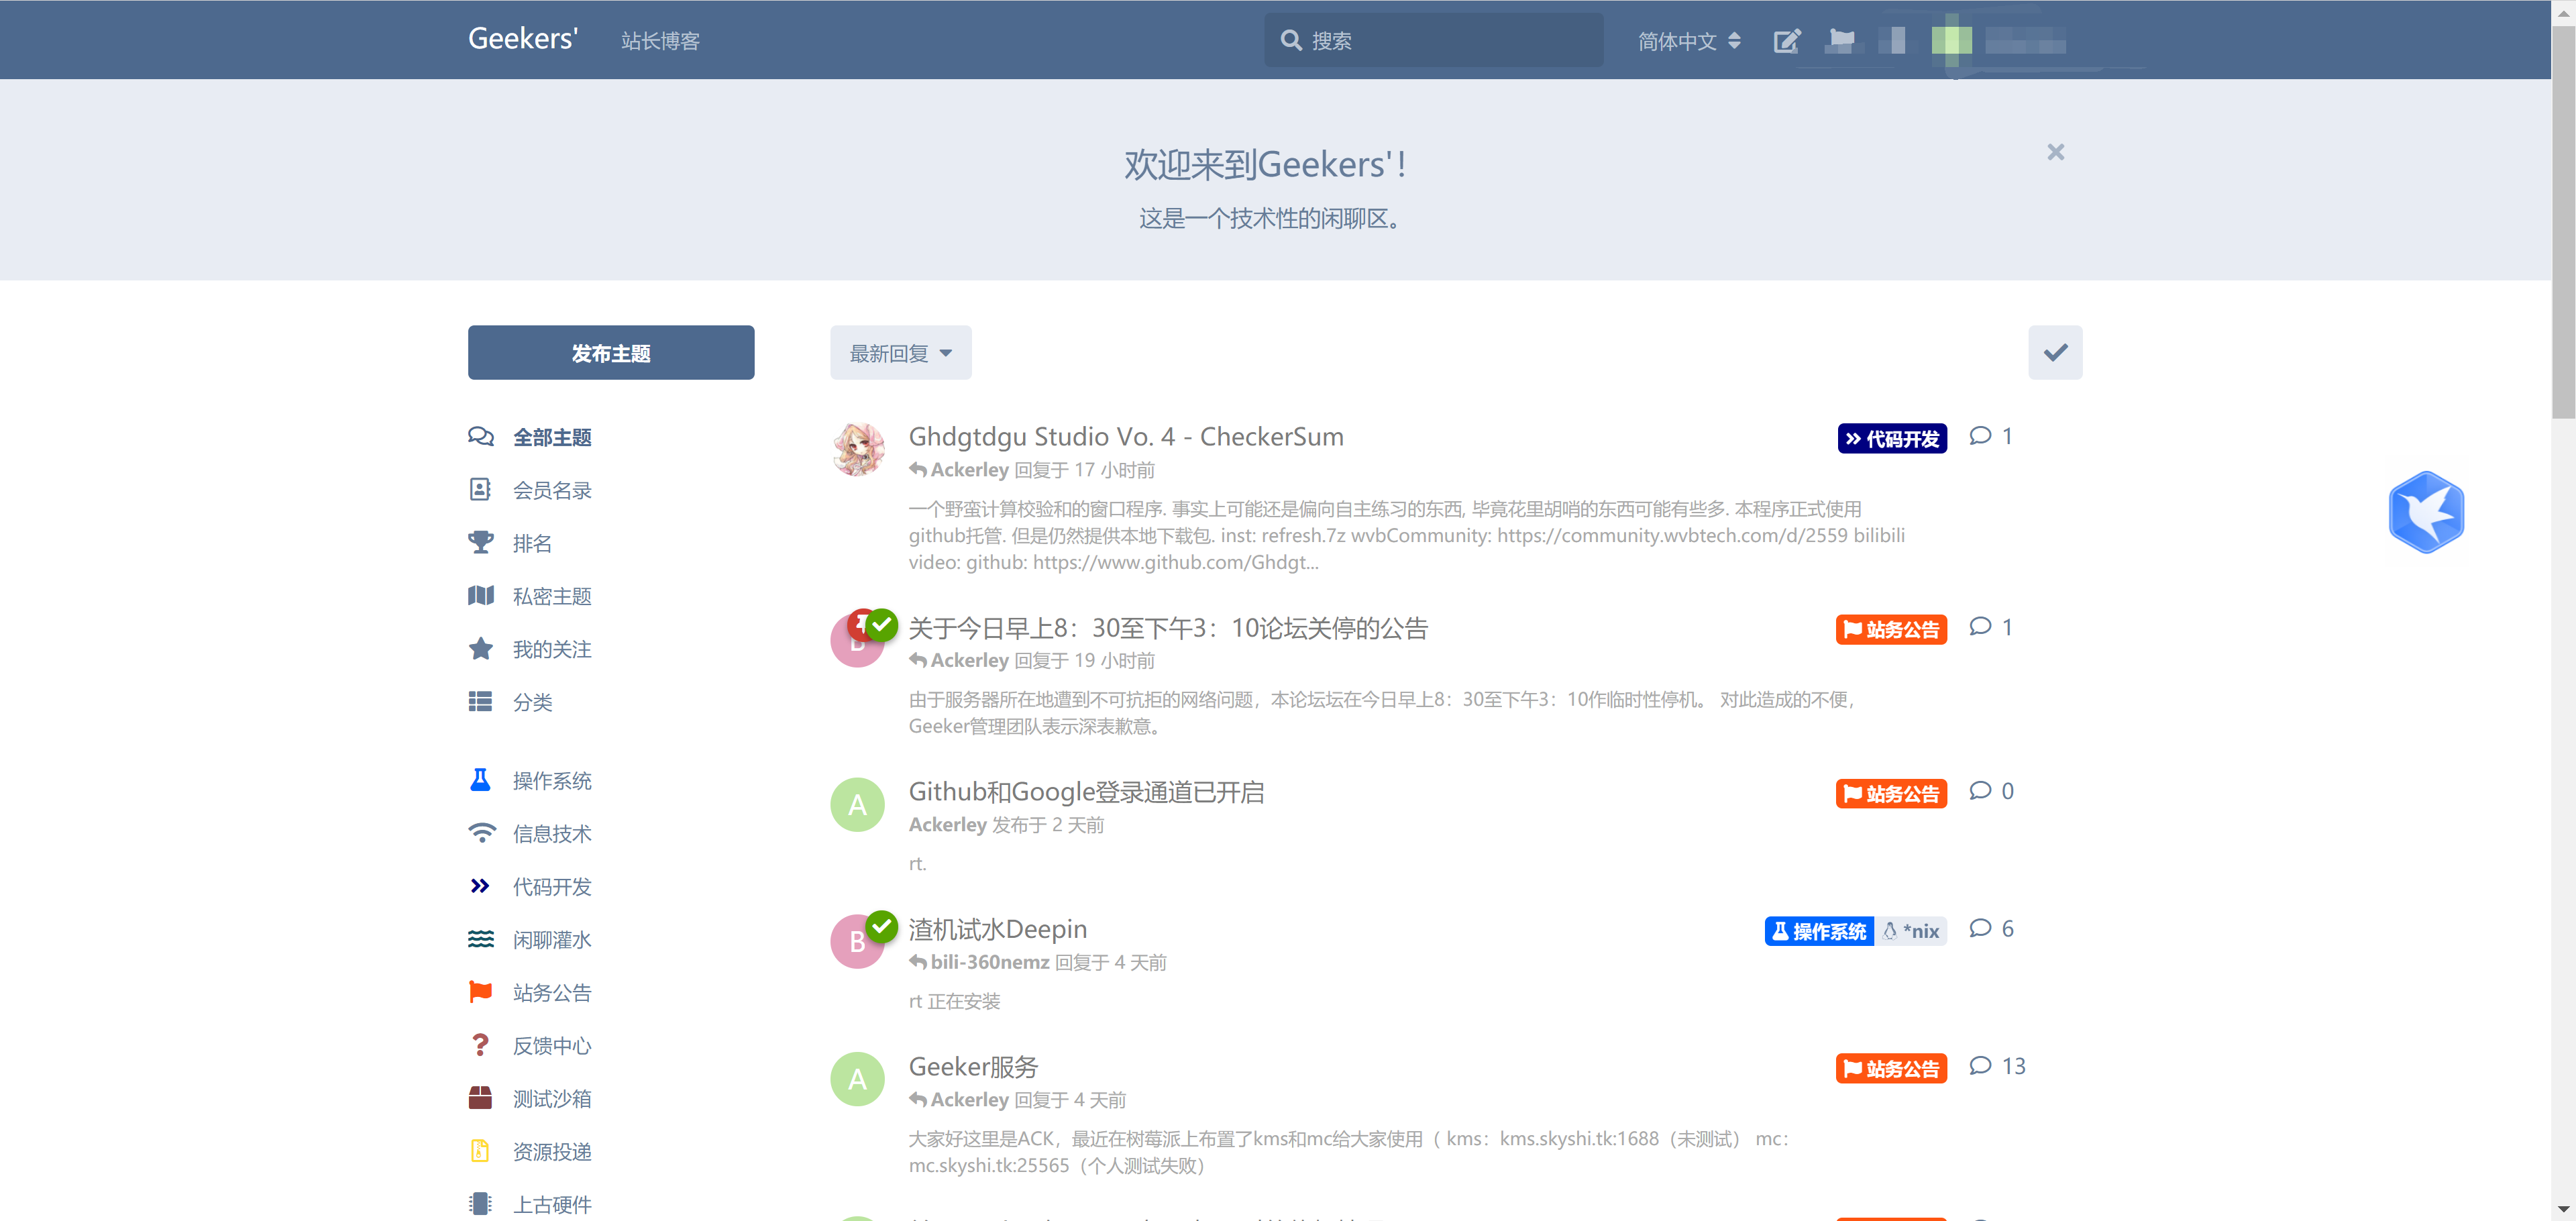 Geekers'
站长博客
搜索
简体中文
欢迎来到Geekers'！
这是一个技术性的闲聊区。
发布主题
最新回复
全部主题
会员名录
排名
私密主题
我的关注
分类
操作系统
信息技术
代码开发
闲聊灌水
站务公告
反馈中心
测试沙箱
资源投递
上古硬件
Ghdgtdgu Studio Vo. 4 - CheckerSum
代码开发
1
Ackerley 回复于 17 小时前
一个野蛮计算校验和的窗口程序. 事实上可能还是偏向自主练习的东西, 毕竟花里胡哨的东西可能有些多. 本程序正式使用
github托管. 但是仍然提供本地下载包. inst: refresh.7z wvbCommunity: https://community.wvbtech.com/d/2559 bilibili
video: github: https://www.github.com/Ghdgt...
B
关于今日早上8：30至下午3：10论坛关停的公告
站务公告
1
Ackerley 回复于 19 小时前
由于服务器所在地遭到不可抗拒的网络问题，本论坛坛在今日早上8：30至下午3：10作临时性停机。 对此造成的不便，
Geeker管理团队表示深表歉意。
A
Github和Google登录通道已开启
站务公告
0
Ackerley 发布于 2 天前
rt.
B
渣机试水Deepin
操作系统
*nix
6
bili-360nemz 回复于 4 天前
rt 正在安装
A
Geeker服务
站务公告
13
Ackerley 回复于 4 天前
大家好这里是ACK，最近在树莓派上布置了kms和mc给大家使用（ kms：kms.skyshi.tk:1688（未测试） mc：
mc.skyshi.tk:25565（个人测试失败）